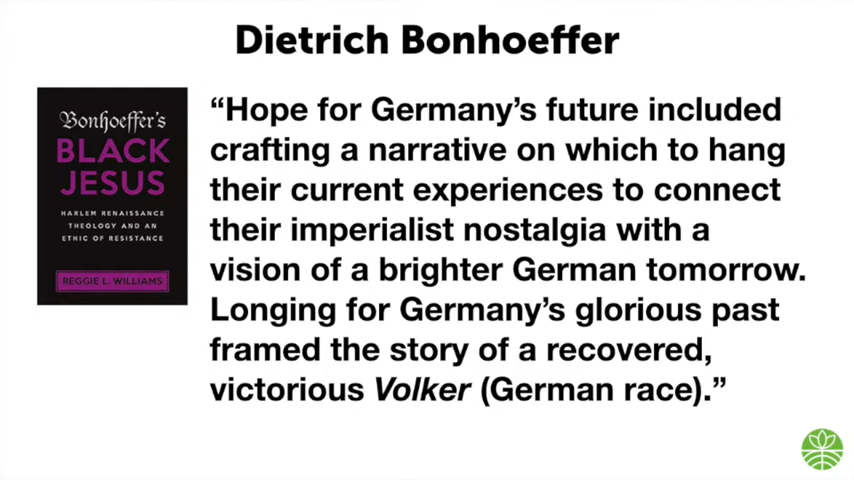 Dietrich Bonhoeffer
Bonhoeffer's
BLACK
JESUS
HARLEM RENAISSANCE
THEOLOGY AND AN
ETHIC OF RESISTANCE
REGGIE L. WILLIAMS
“Hope for Germany’s future included
crafting a narrative on which to hang
their current experiences to connect
their imperialist nostalgia with a
vision of a brighter German tomorrow.
Longing for Germany’s glorious past
framed the story of a recovered,
victorious Volker (German race).”